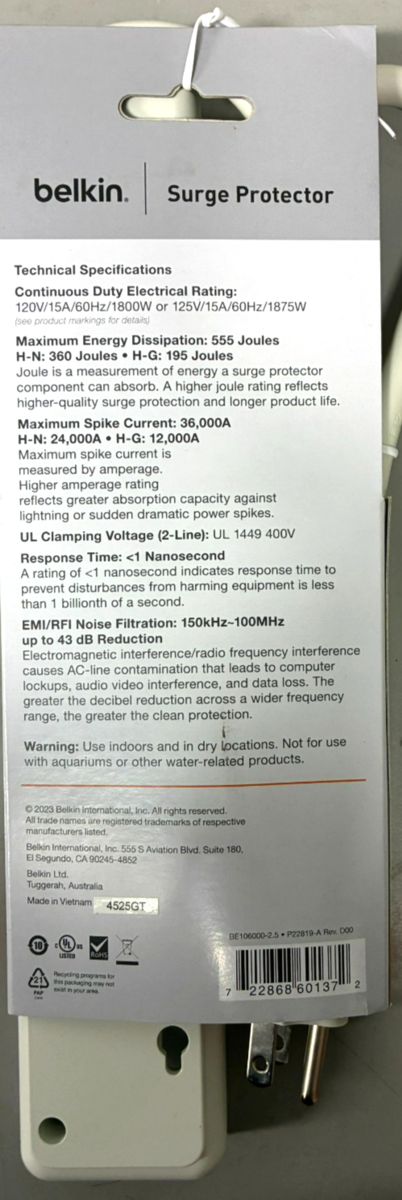 belkin. Surge Protector
Technical Specifications
Continuous Duty Electrical Rating:
120V/15A/60Hz/1800W or 125V/15A/60Hz/1875W
(see product markings for details)
Maximum Energy Dissipation: 555 Joules
H-N: 360 Joules • H-G: 195 Joules
Joule is a measurement of energy a surge protector
component can absorb. A higher joule rating reflects
higher-quality surge protection and longer product life.
Maximum Spike Current: 36,000A
H-N: 24,000A • H-G: 12,000A
Maximum spike current is
measured by amperage.
Higher amperage rating
reflects greater absorption capacity against
lightning or sudden dramatic power spikes.
UL Clamping Voltage (2-Line): UL 1449 400V
Response Time: <1 Nanosecond
A rating of <1 nanosecond indicates response time to
prevent disturbances from harming equipment is less
than 1 billionth of a second.
EMI/RFI Noise Filtration: 150kHz~100MHz
up to 43 dB Reduction
Electromagnetic interference/radio frequency interference
causes AC-line contamination that leads to computer
lockups, audio video interference, and data loss. The
greater the decibel reduction across a wider frequency
range, the greater the clean protection.
Warning: Use indoors and in dry locations. Not for use
with aquariums or other water-related products.
© 2023 Belkin International, Inc. All rights reserved.
All trade names are registered trademarks of respective
manufacturers listed.
Belkin International, Inc. 555 S Aviation Blvd. Suite 180,
El Segundo, CA 90245-4852
Belkin Ltd.
Tuggerah, Australia
Made in Vietnam 4525GT
BE106000-2.5 • P22819-A Rev. D00
10 c UL us LISTED RoHS
21 PAP
Recycling programs for
this packaging may not
exist in your area.
7 22868 60137 2